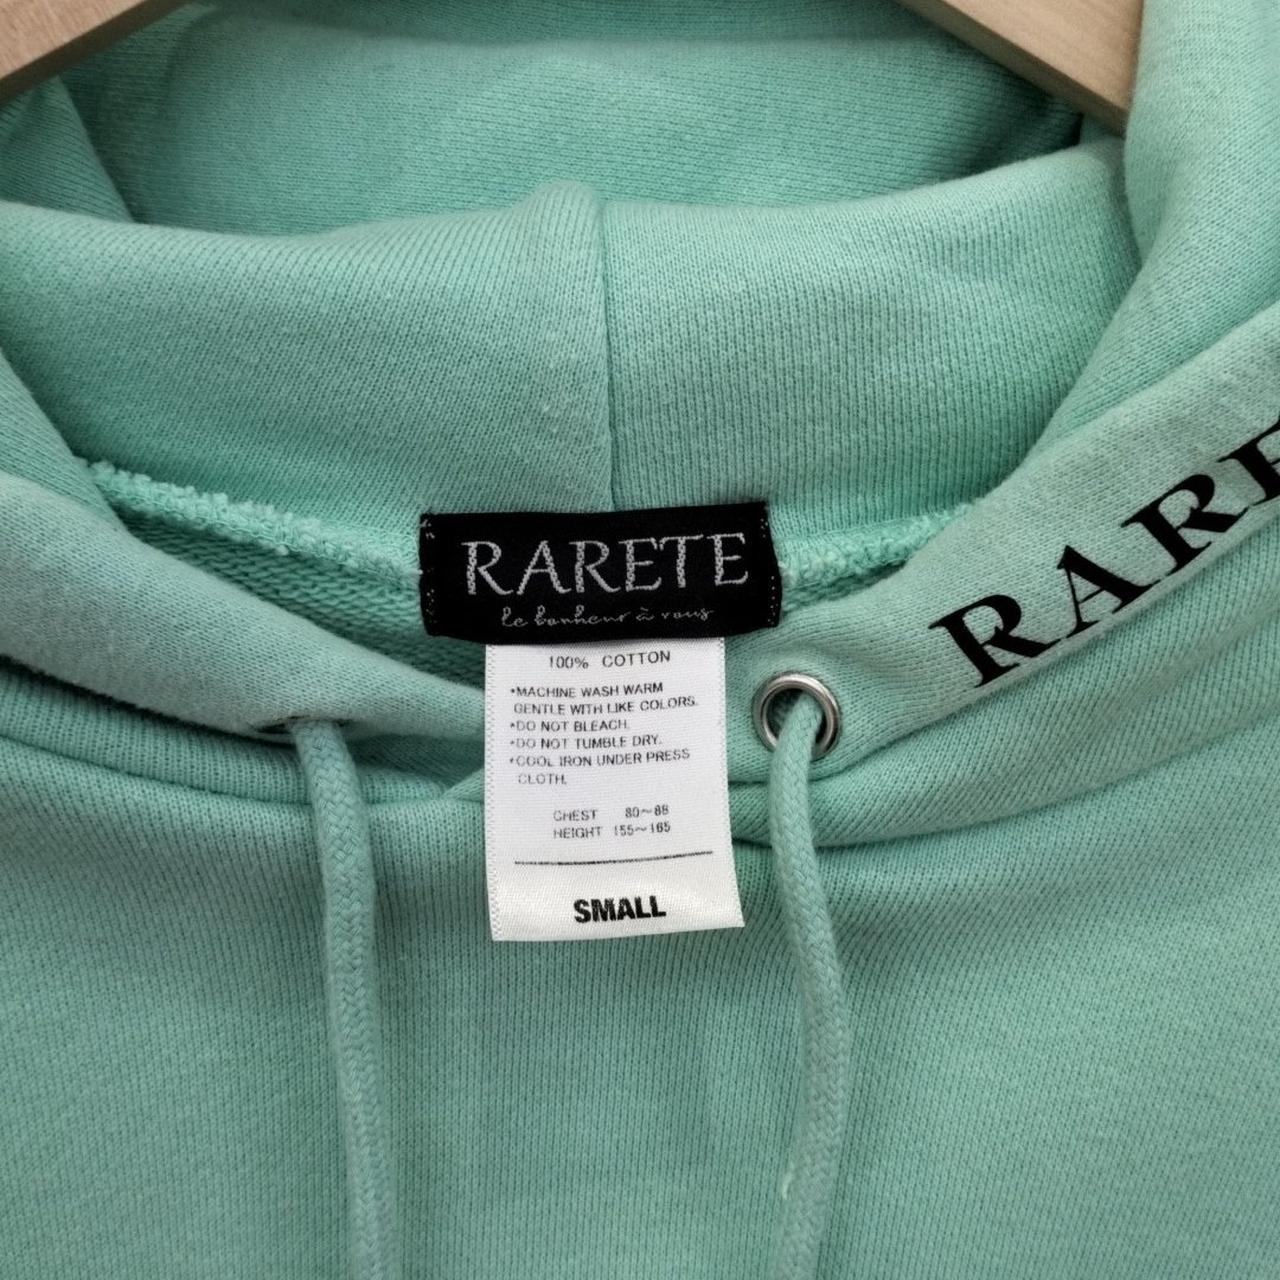 RARETE
le bonheur à vous
100% COTTON
*MACHINE WASH WARM
GENTLE WITH LIKE COLORS.
*DO NOT BLEACH.
*DO NOT TUMBLE DRY.
*COOL IRON UNDER PRESS
CLOTH.
CHEST 80~88
HEIGHT 155~165
SMALL
RARE